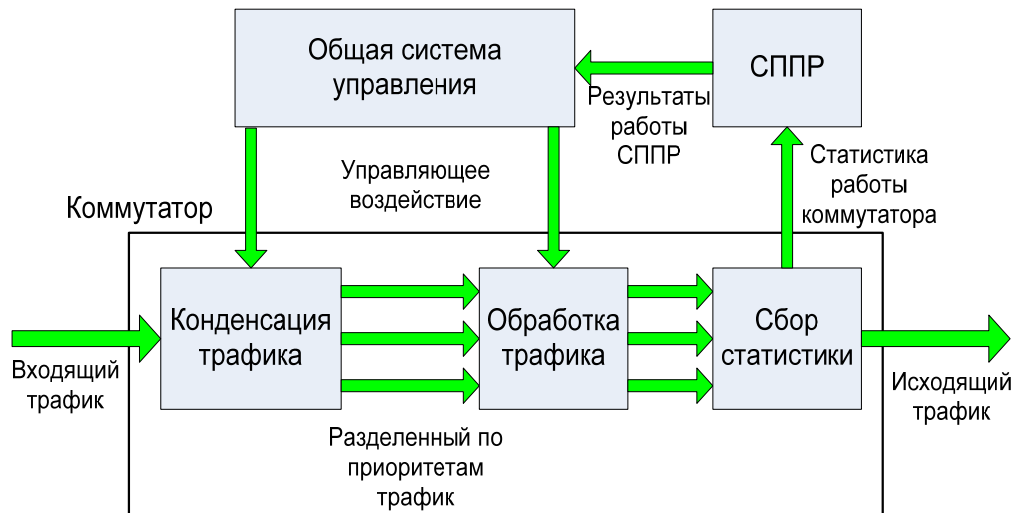 Общая система
управления
СППР
Результаты
работы
СППР
Управляющее
воздействие
Статистика
работы
коммутатора
Коммутатор
Конденсация
трафика
Обработка
трафика
Сбор
статистики
Входящий
трафик
Исходящий
трафик
Разделенный по
приоритетам
трафик